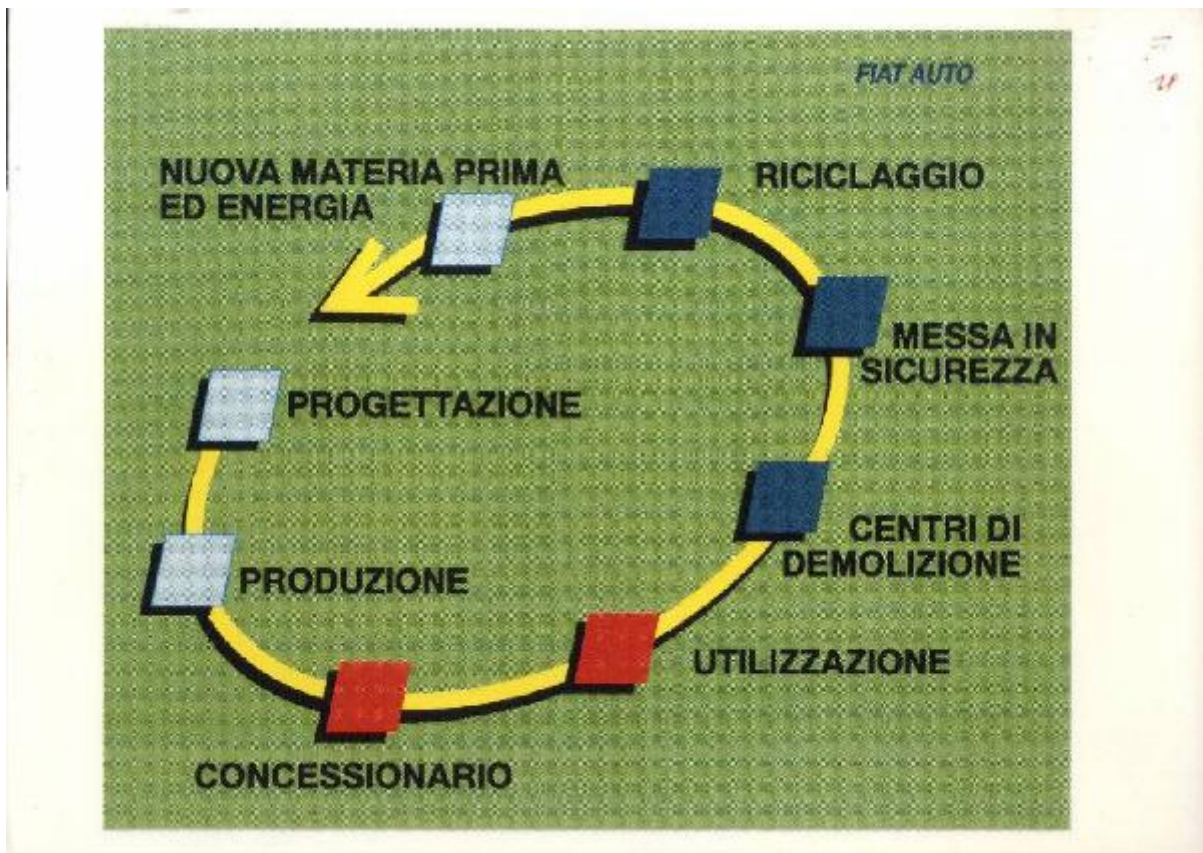 FIAT AUTO
NUOVA MATERIA PRIMA
ED ENERGIA
RICICLAGGIO
MESSA IN
SICUREZZA
PROGETTAZIONE
CENTRI DI
DEMOLIZIONE
PRODUZIONE
UTILIZZAZIONE
CONCESSIONARIO